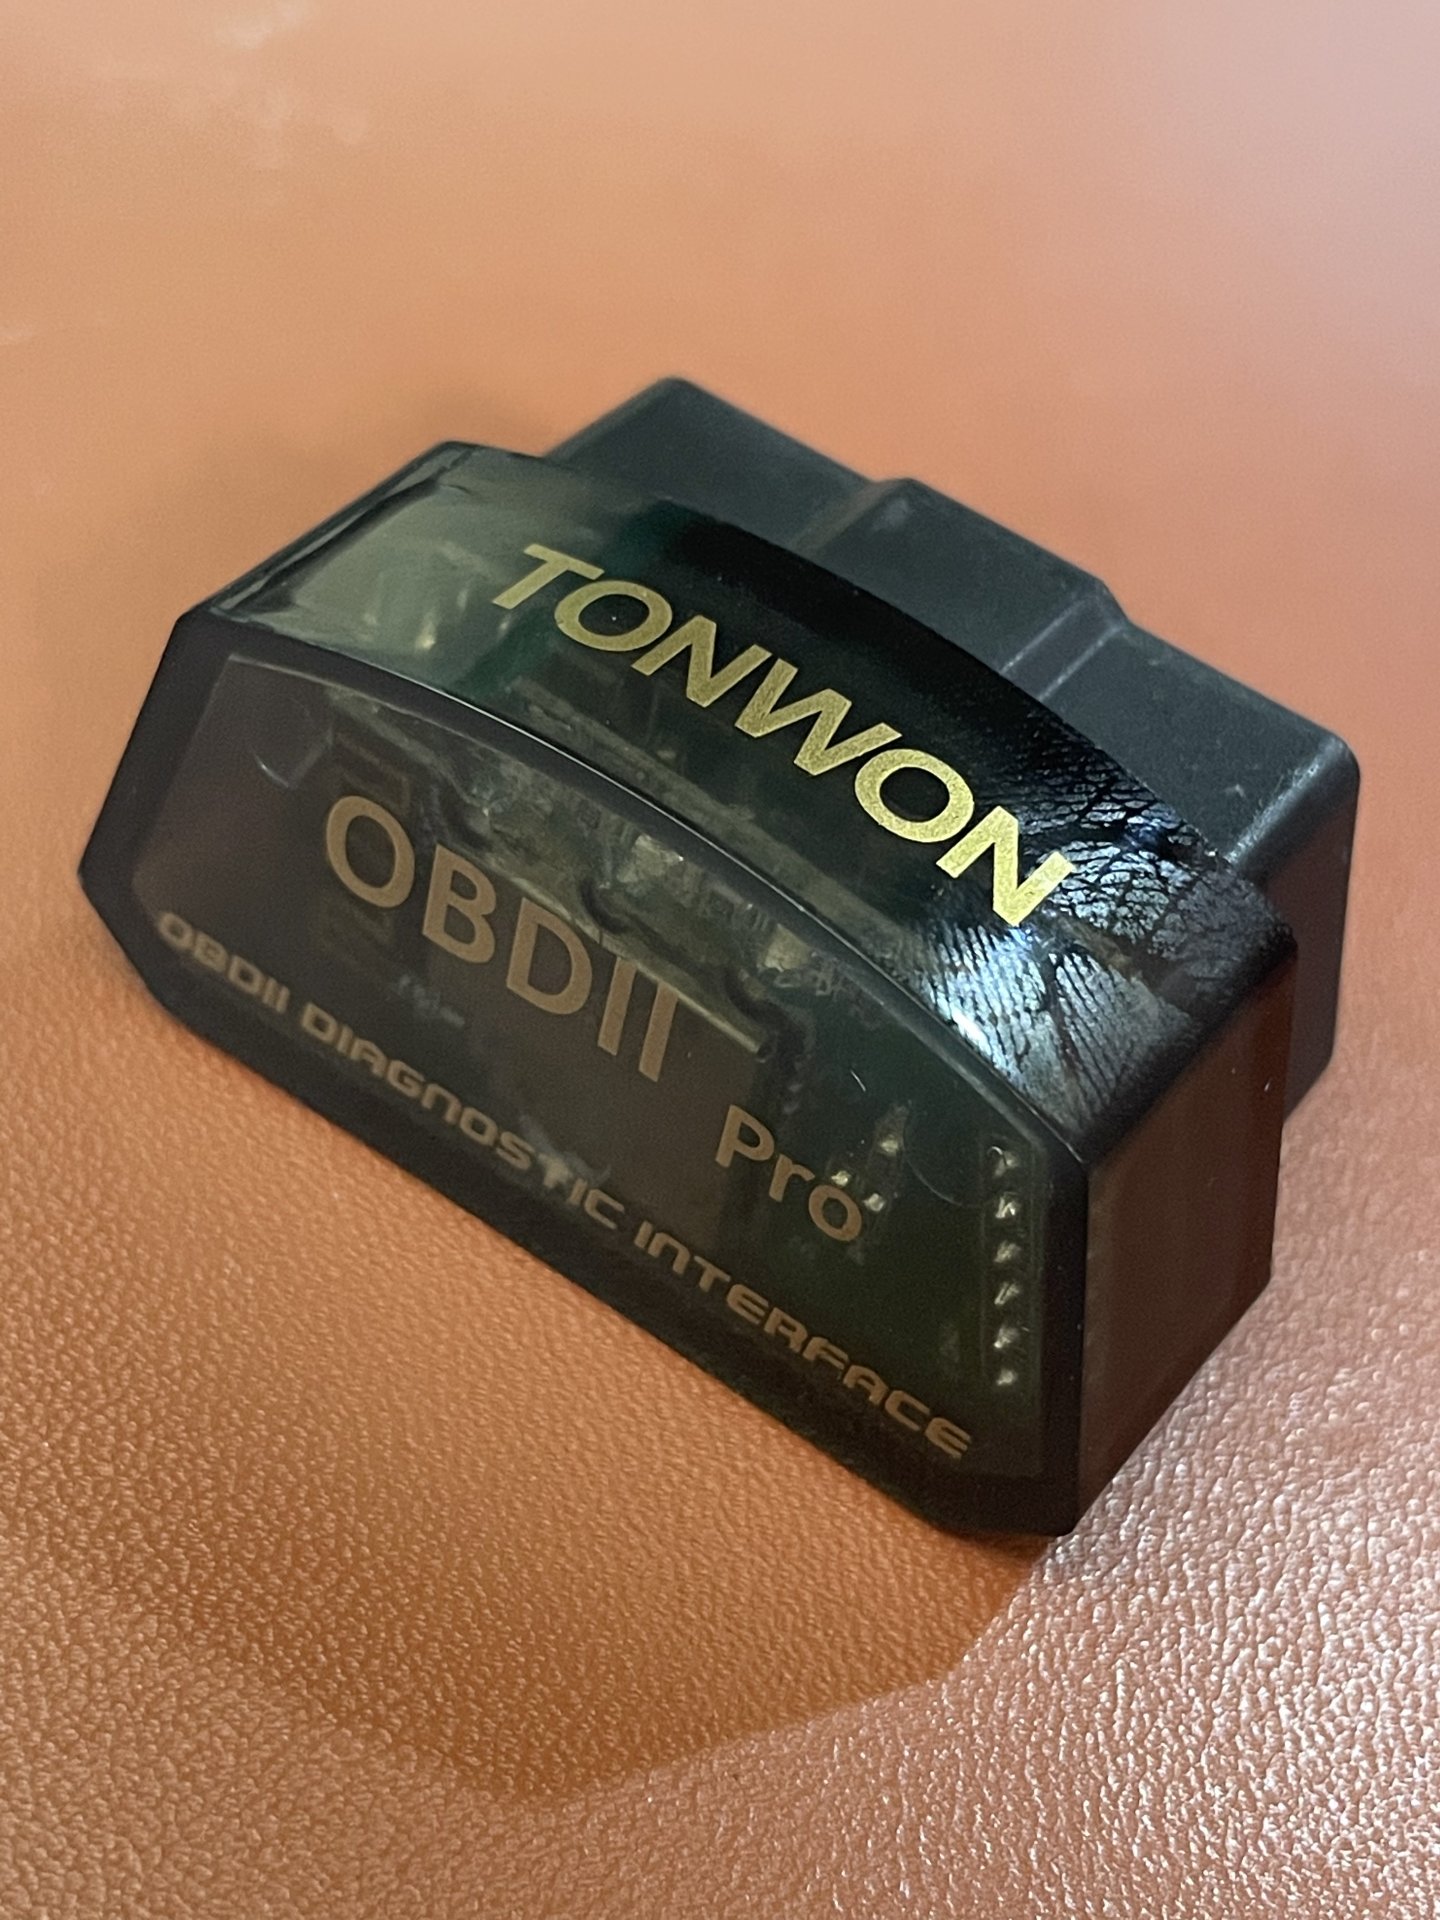 TONWON
OBDII
Pro
OBDII DIAGNOSTIC INTERFACE